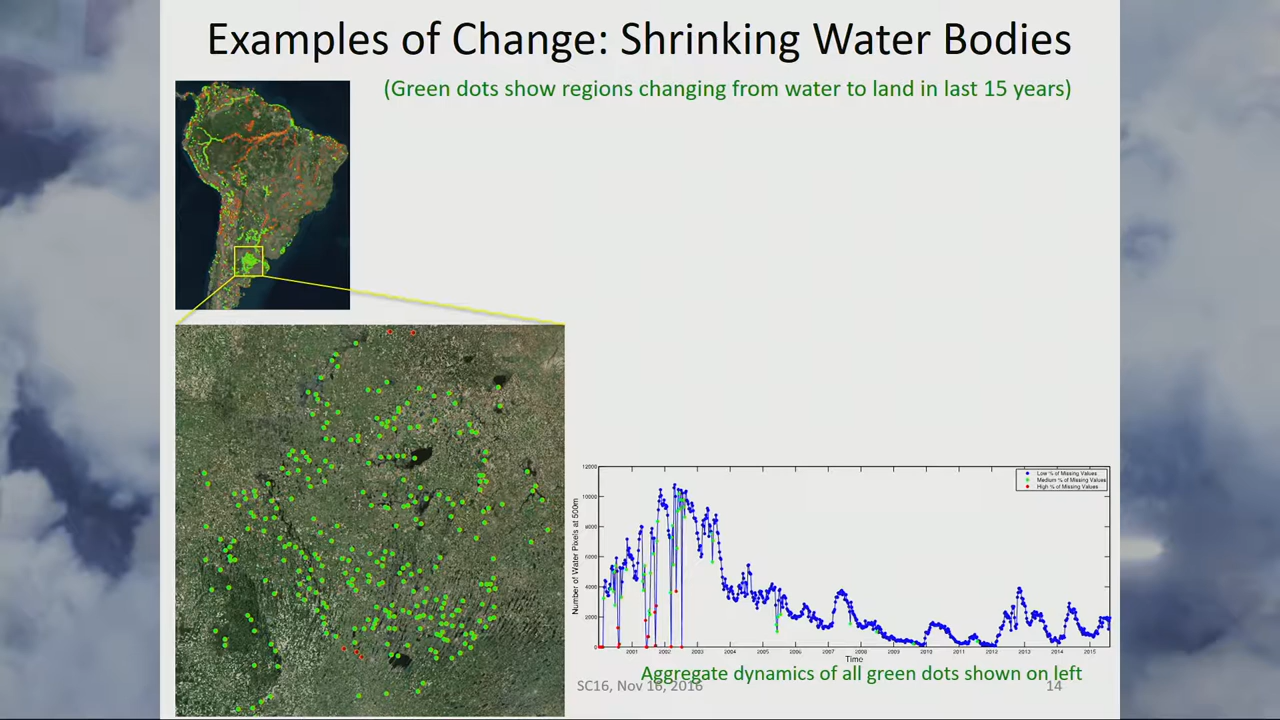 Examples of Change: Shrinking Water Bodies
(Green dots show regions changing from water to land in last 15 years)
Low % of Missing Values
Medium % of Missing Values
High % of Missing Values
Number of Water Pixels at 500m
12000
10000
8000
6000
4000
2000
0
2001 2002 2003 2004 2005 2006 2007 2008 2009 2010 2011 2012 2013 2014 2015
Time
Aggregate dynamics of all green dots shown on left
SC16, Nov 16, 2016
14